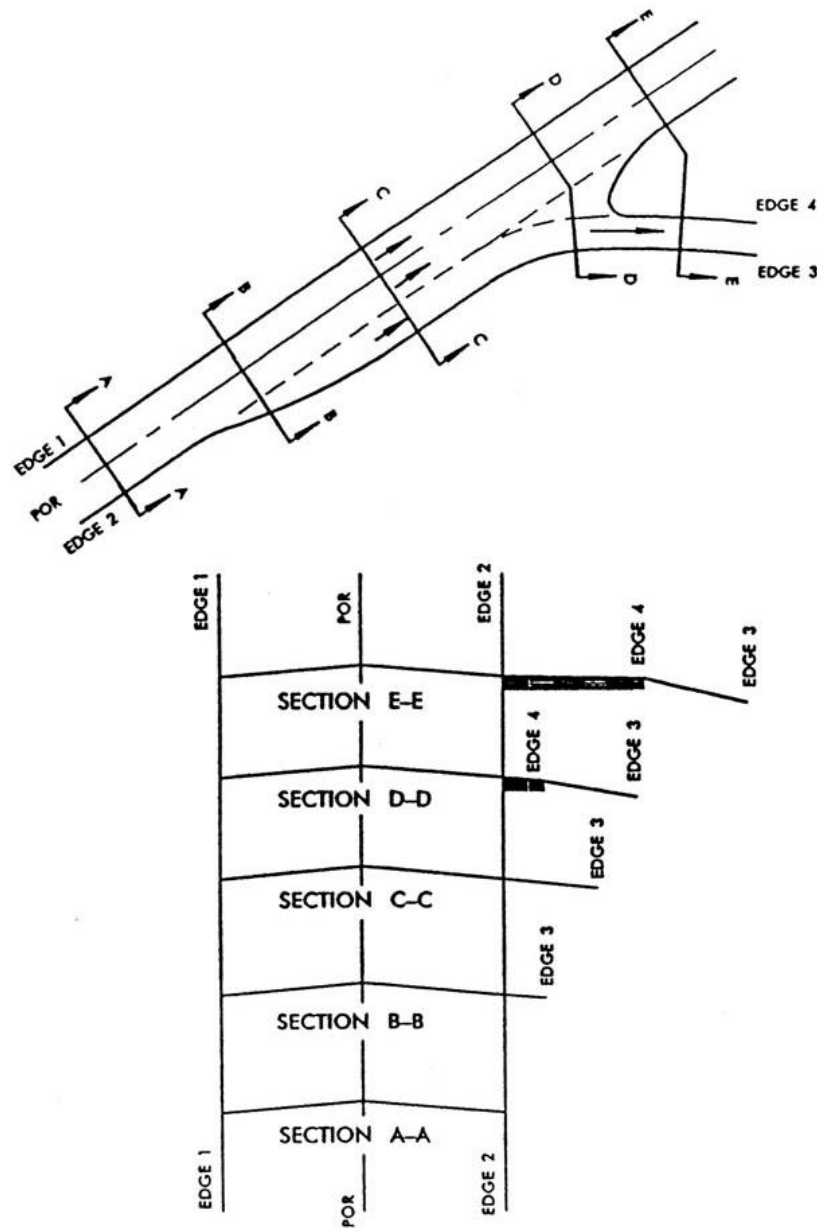 E
E
D
D
C
C
B
B
A
A
EDGE 4
EDGE 3
EDGE 1
POR
EDGE 2
EDGE 1
POR
EDGE 2
EDGE 4
EDGE 3
SECTION E–E
EDGE 4
EDGE 3
SECTION D–D
EDGE 3
SECTION C–C
EDGE 3
SECTION B–B
SECTION A–A
EDGE 1
POR
EDGE 2